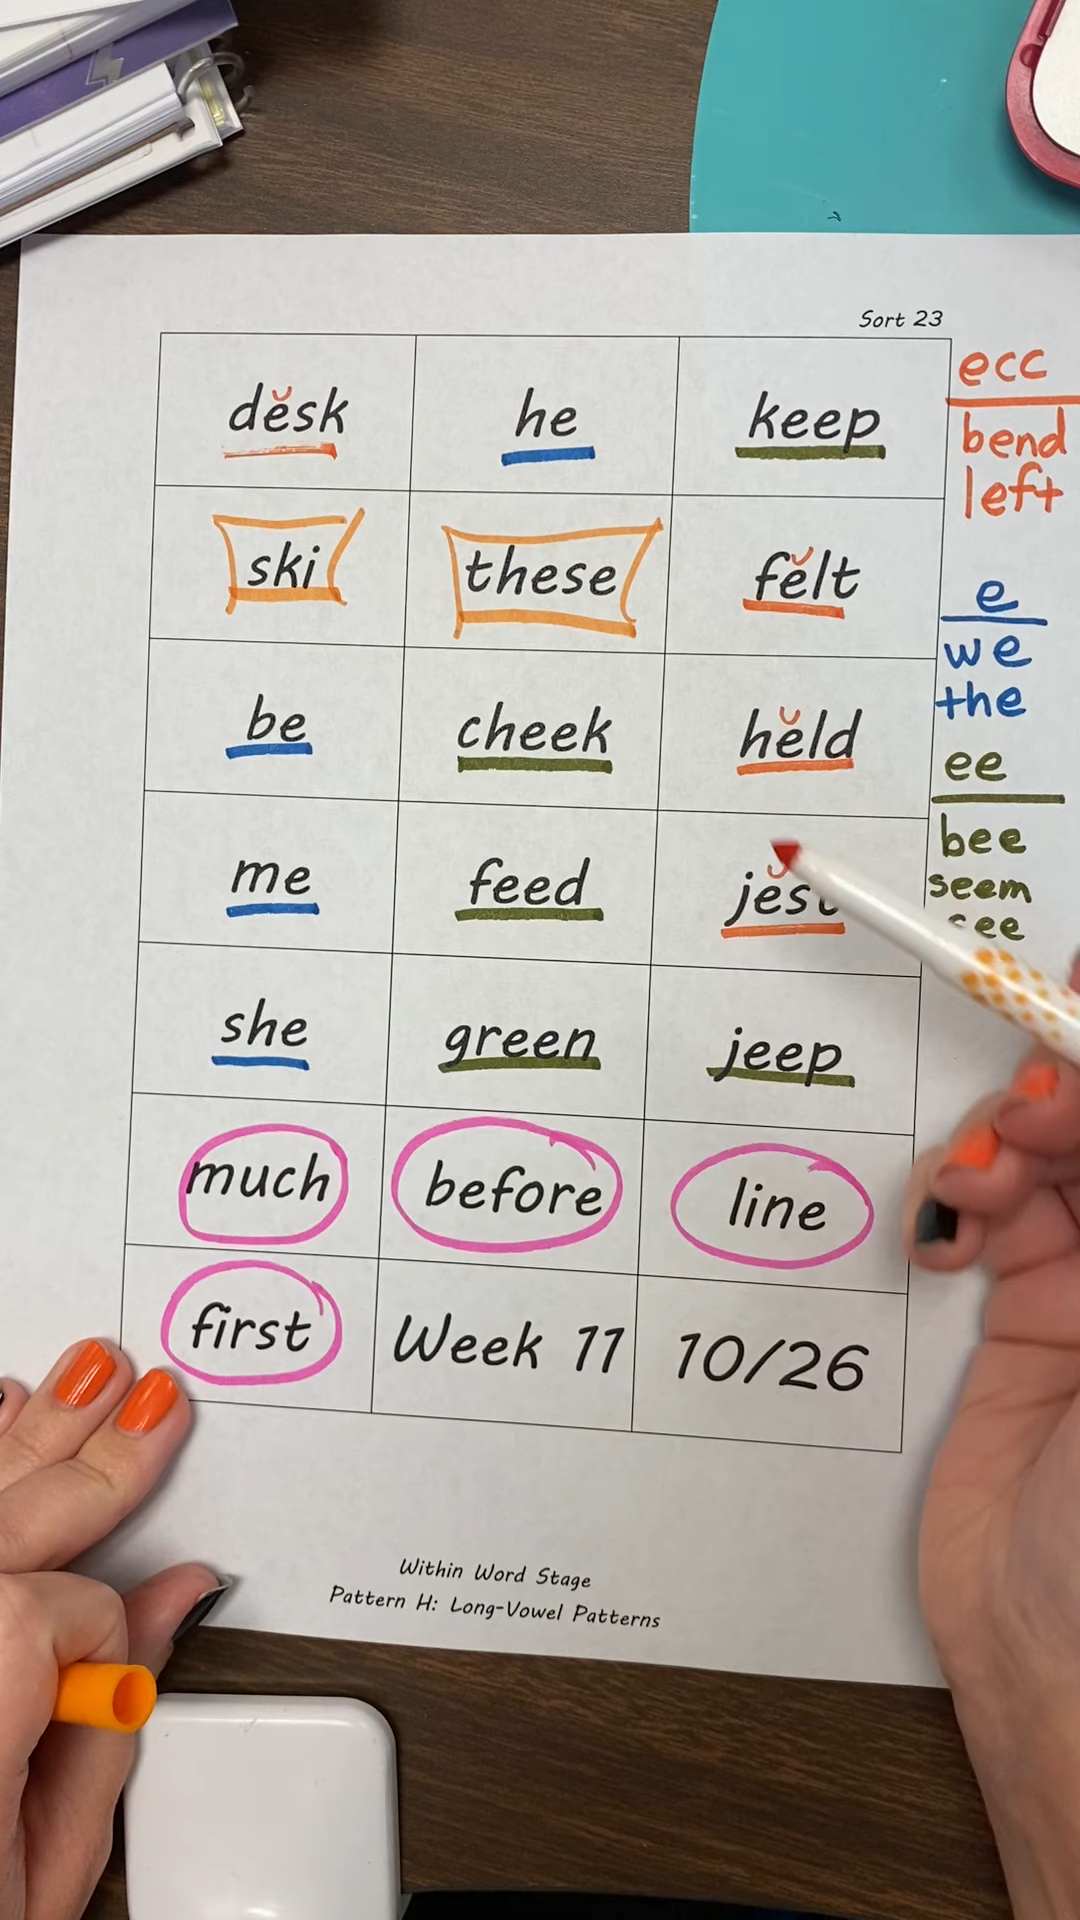 Sort 23
desk he keep
ski these felt
be cheek held
me feed
she green jeep
much before line
first Week 11 10/26
ecc
bend
left
e
we
the
ee
bee
seem
Within Word Stage
Pattern H: Long-Vowel Patterns